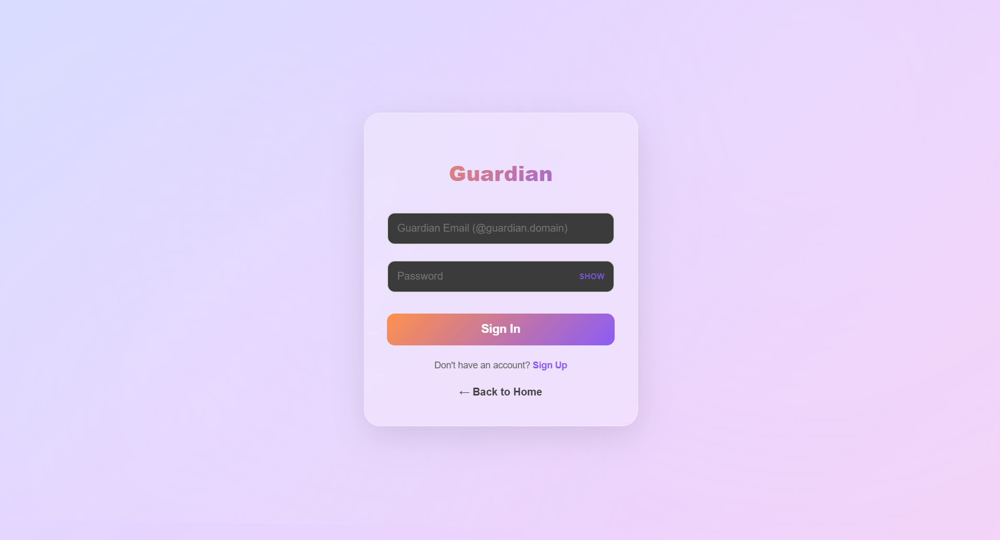 Guardian
Guardian Email (@guardian.domain)
Password SHOW
Sign In
Don't have an account? Sign Up
← Back to Home